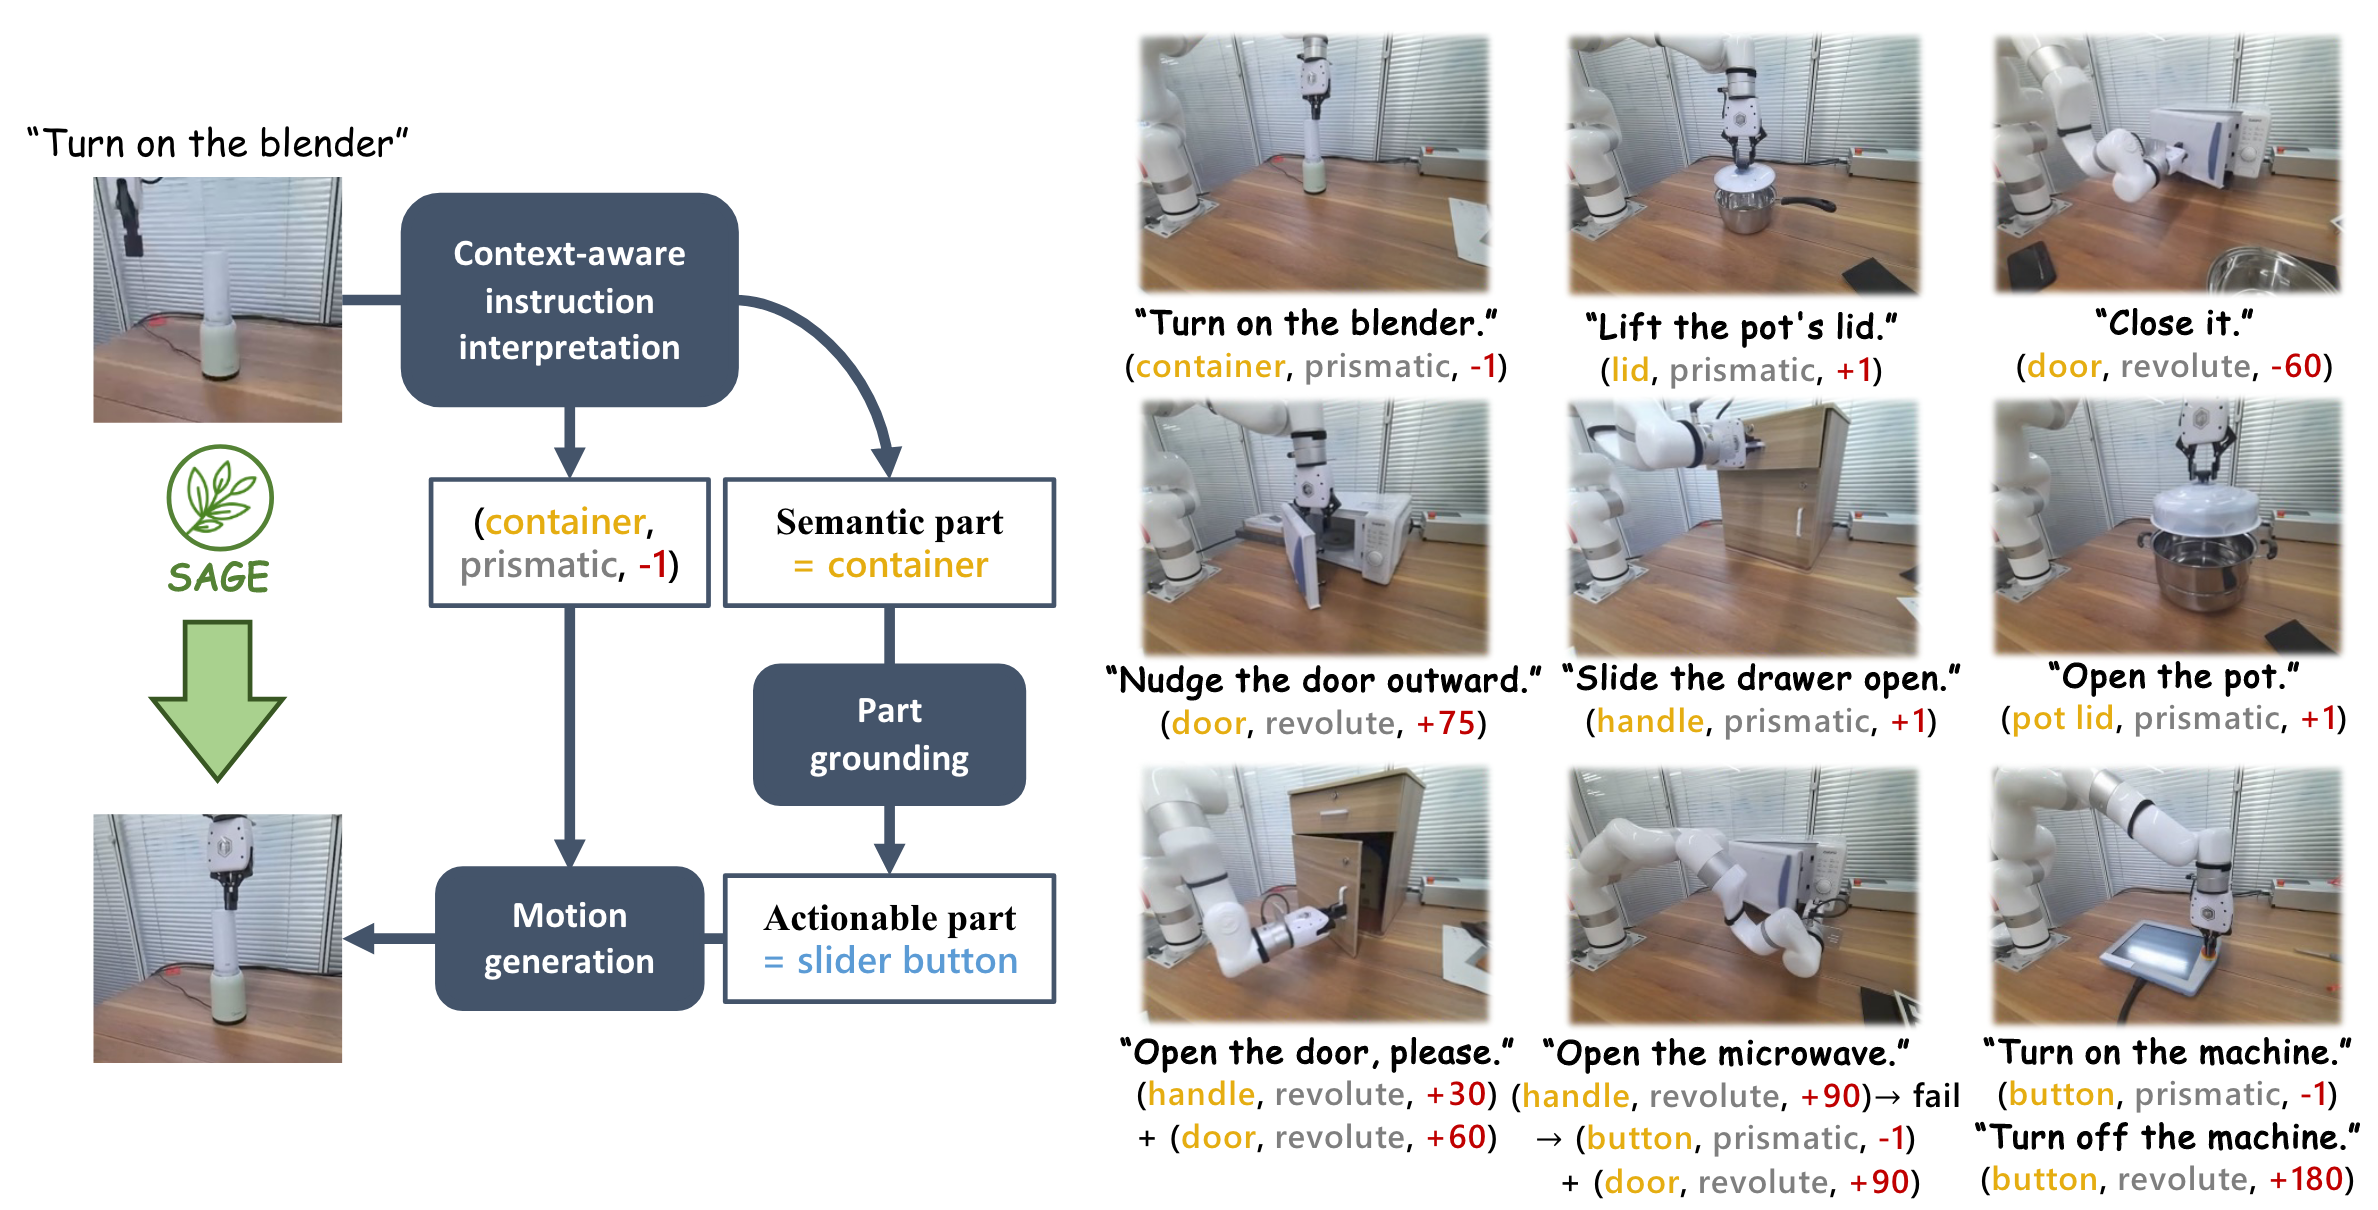 “Turn on the blender”
SAGE
Context-aware
instruction
interpretation
(container,
prismatic, -1)
Semantic part
= container
Part
grounding
Motion
generation
Actionable part
= slider button
“Turn on the blender.”
(container, prismatic, -1)
“Lift the pot's lid.”
(lid, prismatic, +1)
“Close it.”
(door, revolute, -60)
“Nudge the door outward.”
(door, revolute, +75)
“Slide the drawer open.”
(handle, prismatic, +1)
“Open the pot.”
(pot lid, prismatic, +1)
“Open the door, please.”
(handle, revolute, +30)
+ (door, revolute, +60)
“Open the microwave.”
(handle, revolute, +90)→ fail
→ (button, prismatic, -1)
+ (door, revolute, +90)
“Turn on the machine.”
(button, prismatic, -1)
“Turn off the machine.”
(button, revolute, +180)